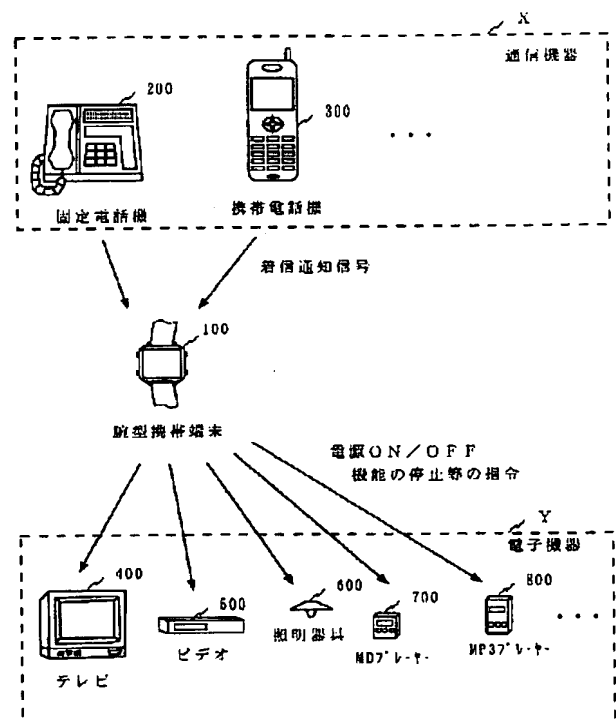 X
通信機器
200
300
・・・
固定電話機
携帯電話機
着信通知信号
100
腕型携帯端末
電源ON/OFF
機能の停止等の指令
Y
電子機器
400
500
600
700
800
・・・
テレビ
ビデオ
照明器具
MDプレーヤー
MP3プレーヤー